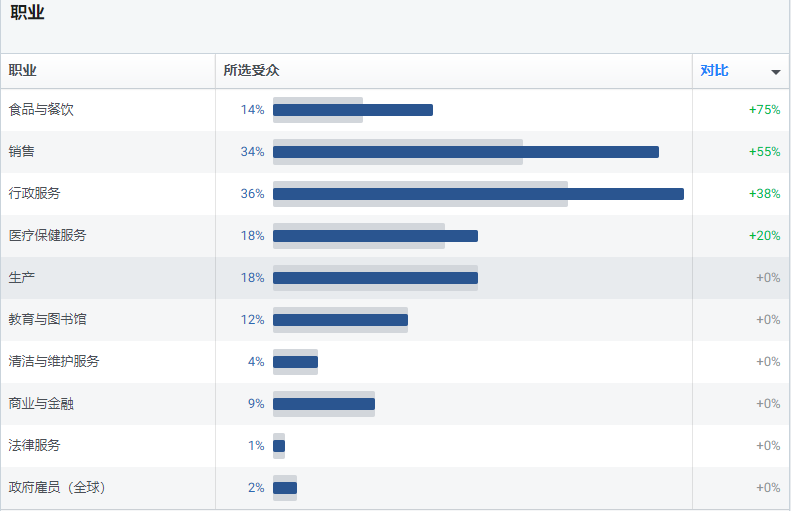 职业
职业 所选受众 对比
食品与餐饮 14% +75%
销售 34% +55%
行政服务 36% +38%
医疗保健服务 18% +20%
生产 18% +0%
教育与图书馆 12% +0%
清洁与维护服务 4% +0%
商业与金融 9% +0%
法律服务 1% +0%
政府雇员（全球） 2% +0%